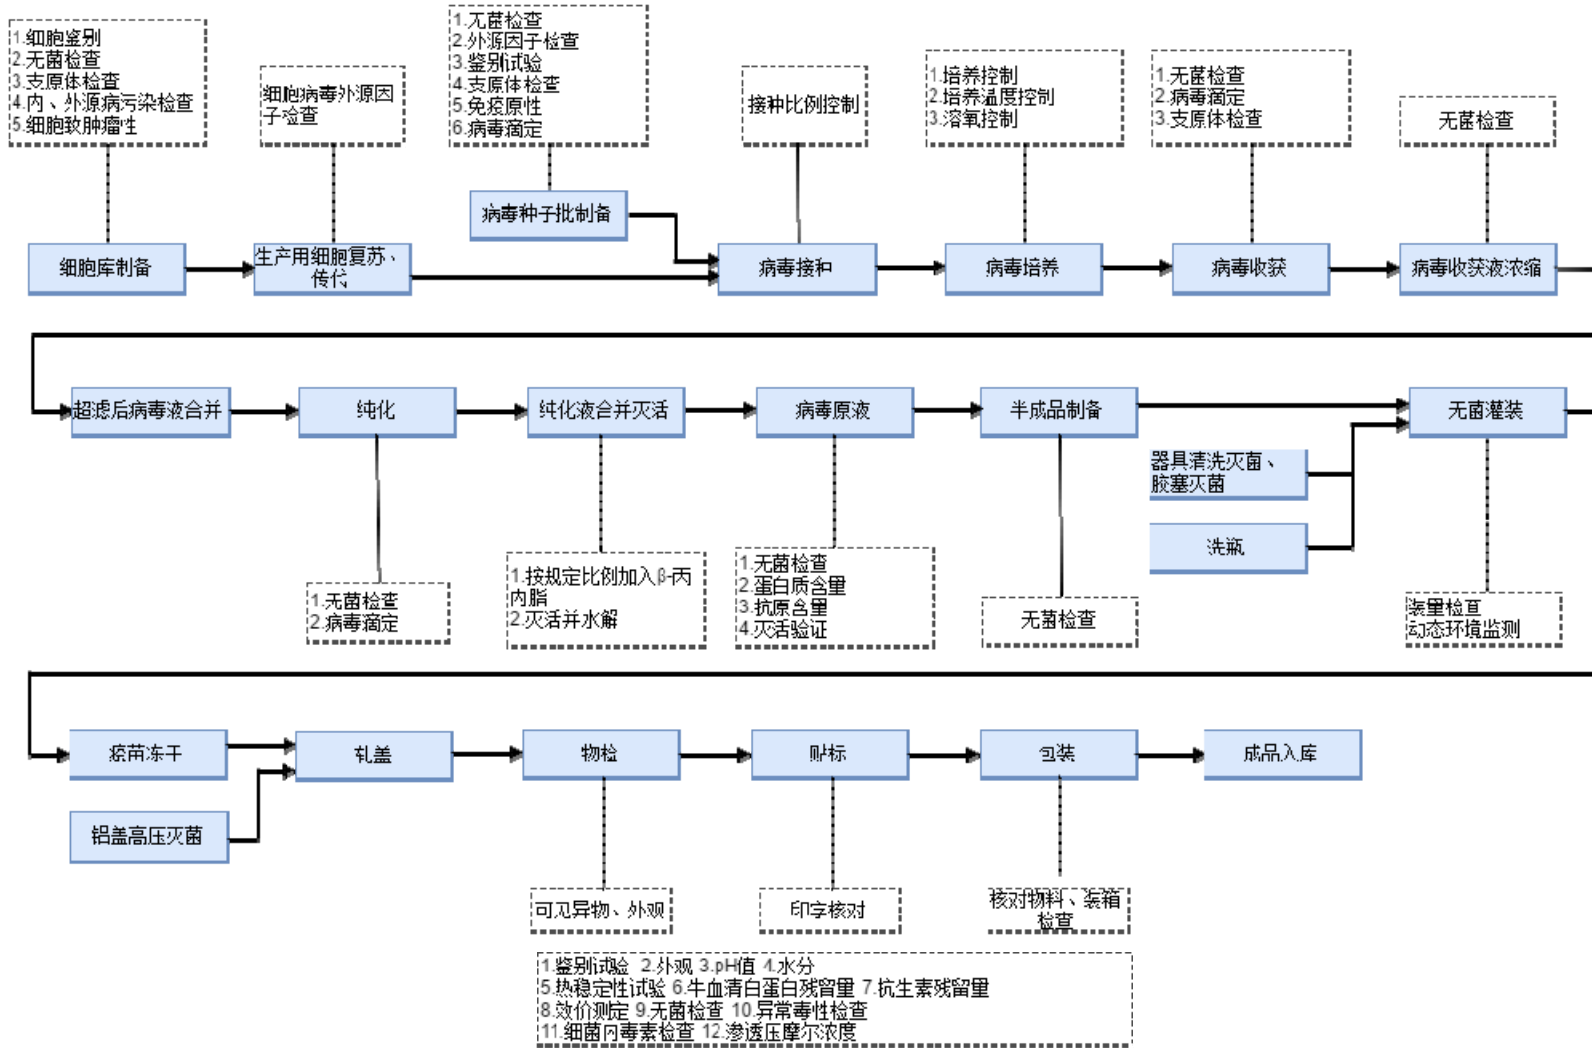 1.细胞鉴别
2.无菌检查
3.支原体检查
4.内、外源病污染检查
5.细胞致肿瘤性
细胞病毒外源因
子检查
1.无菌检查
2.外源因子检查
3.鉴别试验
4.支原体检查
5.免疫原性
6.病毒滴定
接种比例控制
1.培养控制
2.培养温度控制
3.溶氧控制
1.无菌检查
2.病毒滴定
3.支原体检查
无菌检查
病毒种子批制备
细胞库制备
生产用细胞复苏、
传代
病毒接种
病毒培养
病毒收获
病毒收获液浓缩
超滤后病毒液合并
纯化
纯化液合并灭活
病毒原液
半成品制备
无菌灌装
器具清洗灭菌、
胶塞灭菌
洗瓶
1.无菌检查
2.病毒滴定
1.按规定比例加入β-丙
内脂
2.灭活并水解
1.无菌检查
2.蛋白质含量
3.抗原含量
4.灭活验证
无菌检查
装量检查
动态环境监测
疫苗冻干
轧盖
物检
贴标
包装
成品入库
铝盖高压灭菌
可见异物、外观
印字核对
核对物料、装箱
检查
1.鉴别试验 2.外观 3.pH值 4.水分
5.热稳定性试验 6.牛血清白蛋白残留量 7.抗生素残留量
8.效价测定 9.无菌检查 10.异常毒性检查
11.细菌内毒素检查 12.渗透压摩尔浓度